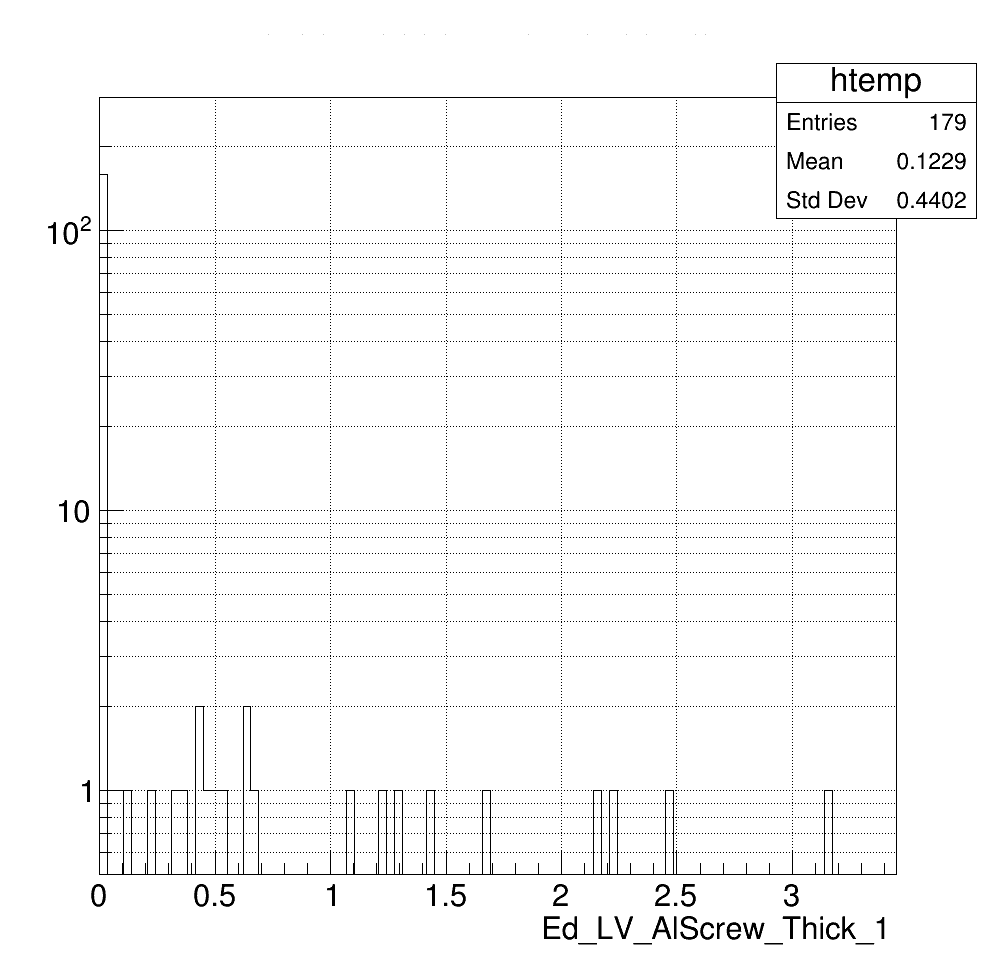 htemp
Entries 179
Mean 0.1229
Std Dev 0.4402
10²
10
1
0 0.5 1 1.5 2 2.5 3
Ed_LV_AlScrew_Thick_1